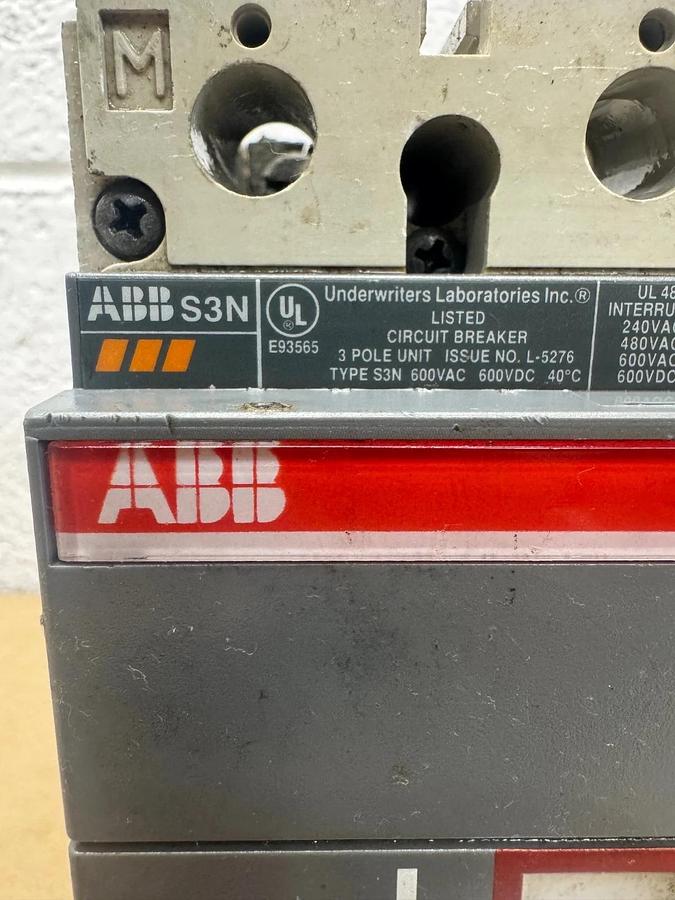 M
ABB S3N
UL
R
E93565
Underwriters Laboratories Inc.®
LISTED
CIRCUIT BREAKER
3 POLE UNIT ISSUE NO. L-5276
TYPE S3N 600VAC 600VDC 40°C
UL 48
INTERRU
240VAC
480VAC
600VAC
600VDC
ABB